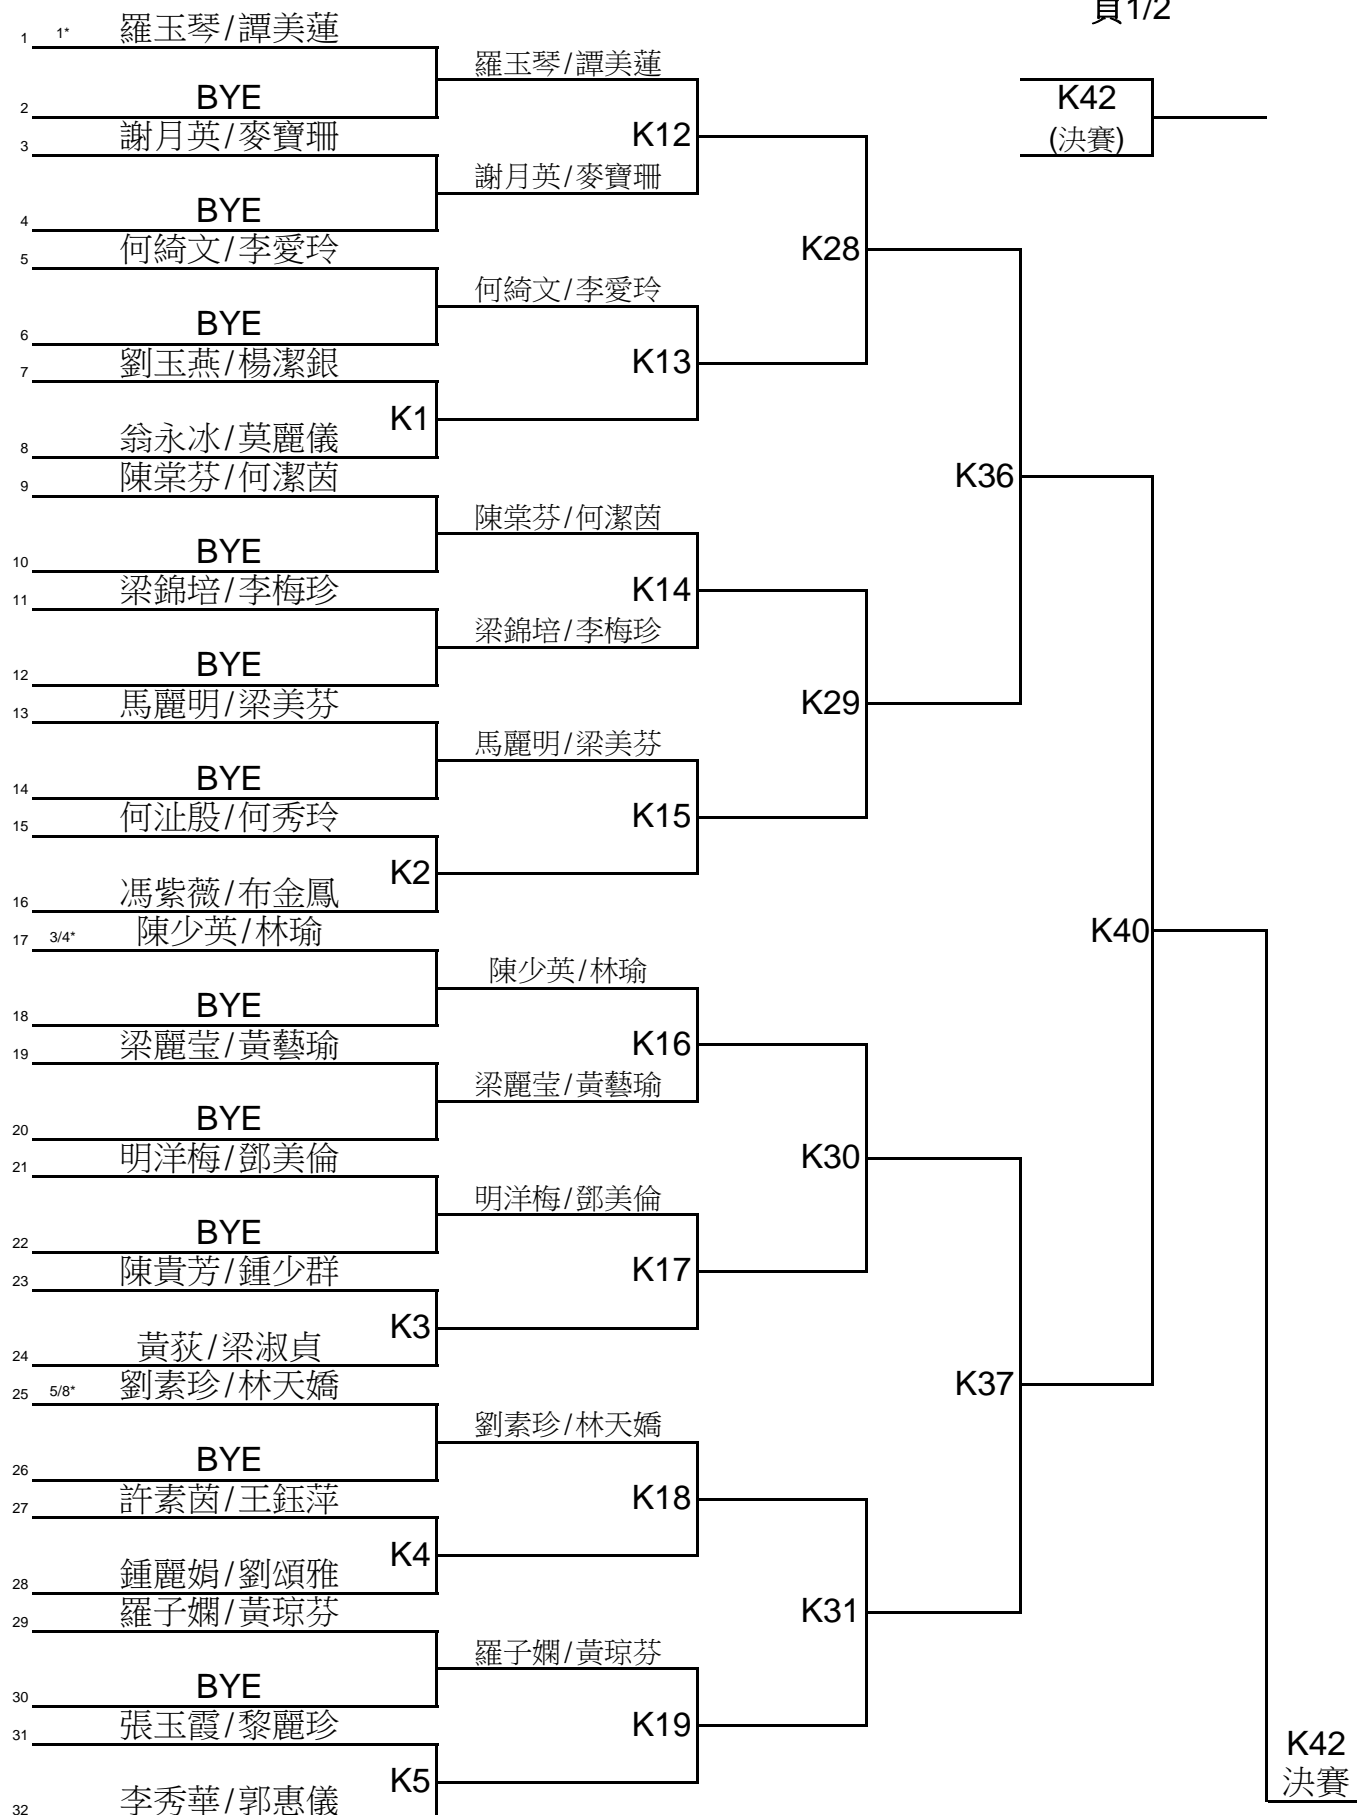 頁1/2
1 1* 羅玉琴/譚美蓮
羅玉琴/譚美蓮
2 BYE
K42
(決賽)
3 謝月英/麥寶珊
K12
謝月英/麥寶珊
4 BYE
5 何綺文/李愛玲
K28
何綺文/李愛玲
6 BYE
7 劉玉燕/楊潔銀
K13
K1
8 翁永冰/莫麗儀
9 陳棠芬/何潔茵
K36
陳棠芬/何潔茵
10 BYE
11 梁錦培/李梅珍
K14
梁錦培/李梅珍
12 BYE
13 馬麗明/梁美芬
K29
馬麗明/梁美芬
14 BYE
15 何沚殷/何秀玲
K15
K2
16 馮紫薇/布金鳳
17 3/4* 陳少英/林瑜
K40
陳少英/林瑜
18 BYE
19 梁麗莹/黃藝瑜
K16
梁麗莹/黃藝瑜
20 BYE
21 明洋梅/鄧美倫
K30
明洋梅/鄧美倫
22 BYE
23 陳貴芳/鍾少群
K17
K3
24 黃荻/梁淑貞
25 5/8* 劉素珍/林天嬌
K37
劉素珍/林天嬌
26 BYE
27 許素茵/王鈺萍
K18
K4
28 鍾麗娟/劉頌雅
29 羅子嫻/黃琼芬
K31
羅子嫻/黃琼芬
30 BYE
31 張玉霞/黎麗珍
K19
K42
決賽
K5
32 李秀華/郭惠儀